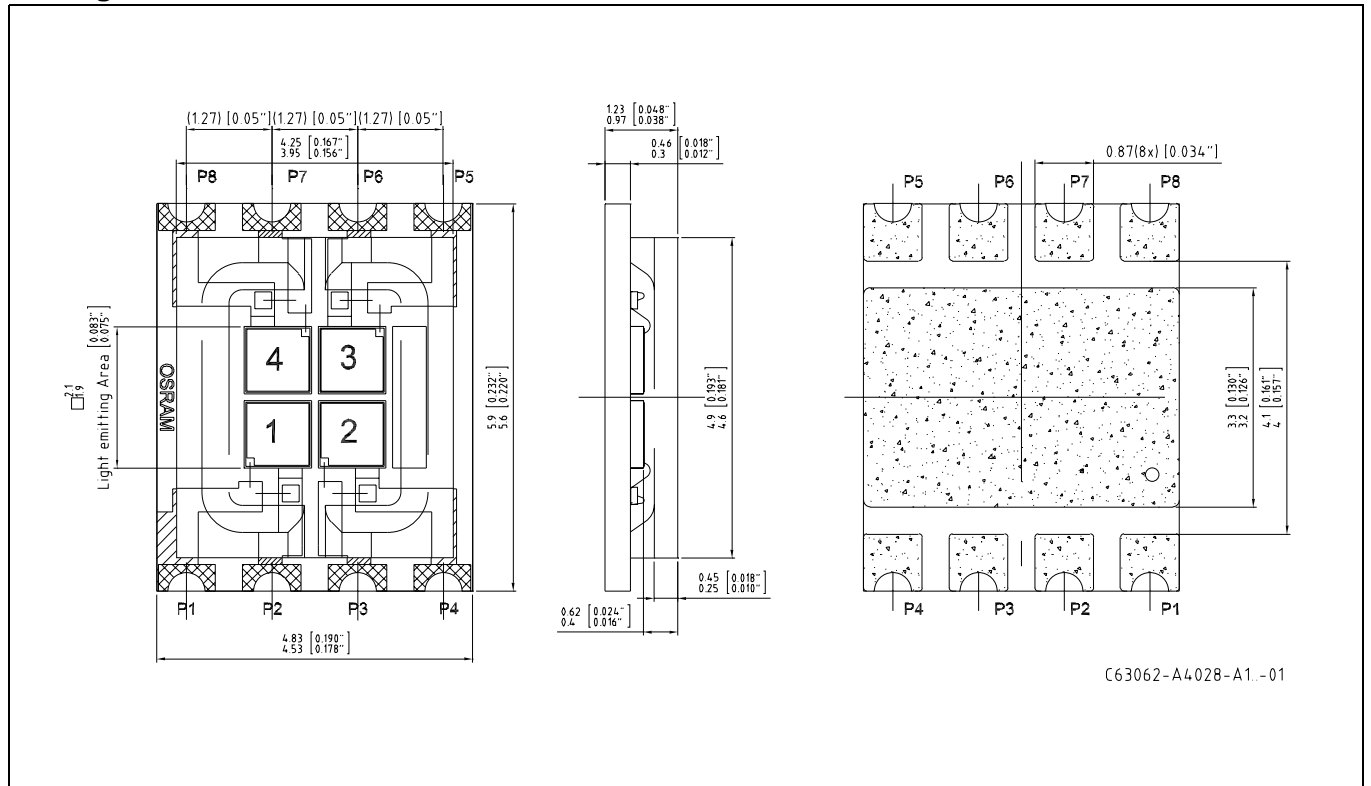 (1.27) [0.05"](1.27) [0.05"](1.27) [0.05"]
4.25 [0.167"]
3.95 [0.156"]
P8 P7 P6 P5
2.1
□1.9
Light emitting Area [0.083"]
[0.075"]
OSRAM
4 3
1 2
5.9 [0.232"]
5.6 [0.220"]
P1 P2 P3 P4
4.83 [0.190"]
4.53 [0.178"]
1.23 [0.048"]
0.97 [0.038"]
0.46 [0.018"]
0.3 [0.012"]
4.9 [0.193"]
4.6 [0.181"]
0.45 [0.018"]
0.25 [0.010"]
0.62 [0.024"]
0.4 [0.016"]
0.87(8x) [0.034"]
P5 P6 P7 P8
3.3 [0.130"]
3.2 [0.126"]
4.1 [0.161"]
4 [0.157"]
P4 P3 P2 P1
C63062-A4028-A1..-01